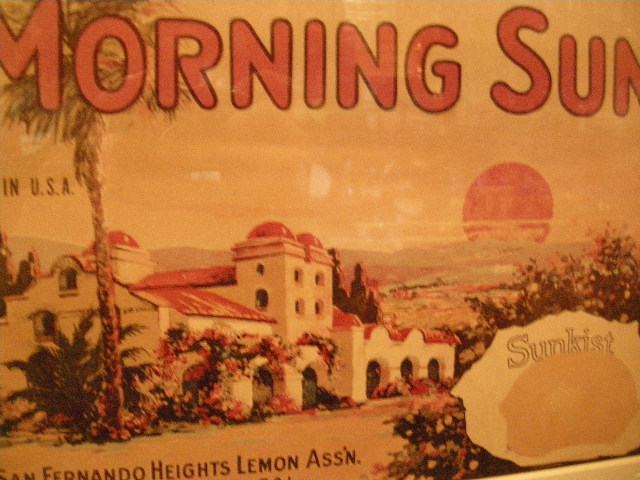 MORNING SUN
IN U.S.A.
Sunkist
SAN FERNANDO HEIGHTS LEMON ASS'N.